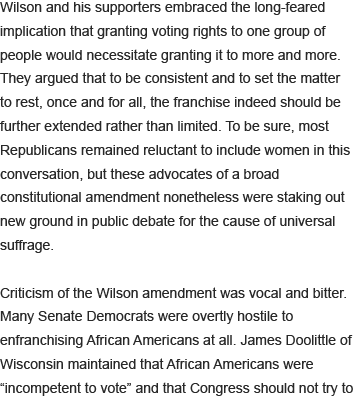 Wilson and his supporters embraced the long-feared
implication that granting voting rights to one group of
people would necessitate granting it to more and more.
They argued that to be consistent and to set the matter
to rest, once and for all, the franchise indeed should be
further extended rather than limited. To be sure, most
Republicans remained reluctant to include women in this
conversation, but these advocates of a broad
constitutional amendment nonetheless were staking out
new ground in public debate for the cause of universal
suffrage.

Criticism of the Wilson amendment was vocal and bitter.
Many Senate Democrats were overtly hostile to
enfranchising African Americans at all. James Doolittle of
Wisconsin maintained that African Americans were
“incompetent to vote” and that Congress should not try to